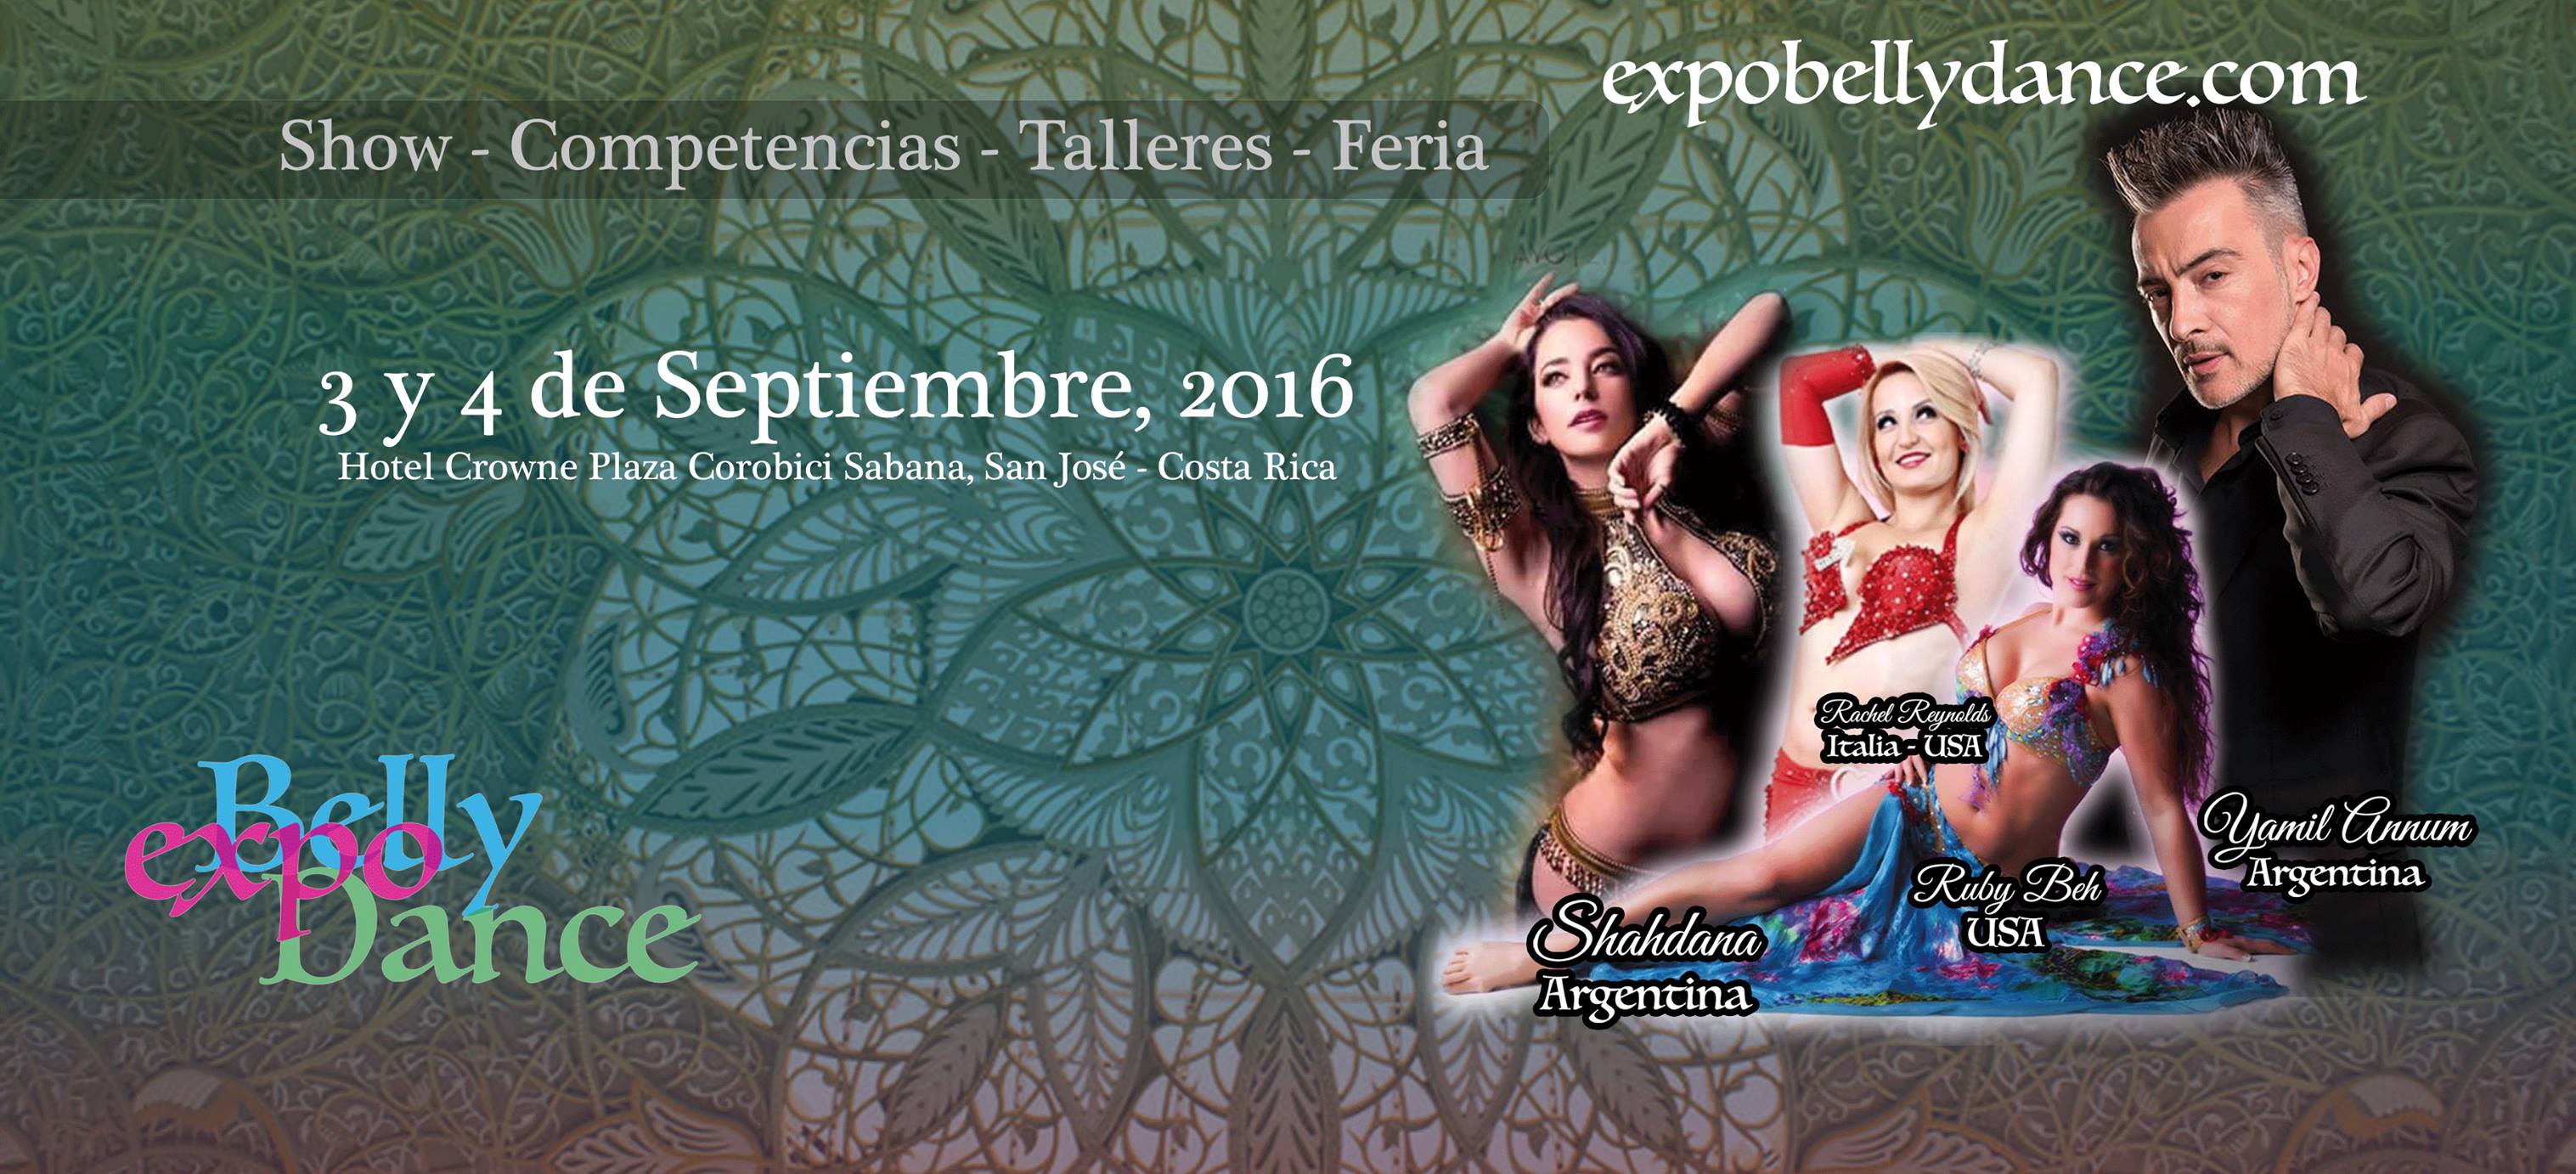 expobellydance.com
Show - Competencias - Talleres - Feria
3 y 4 de Septiembre, 2016
Hotel Crowne Plaza Corobici Sabana, San José - Costa Rica
Belly
expo
Dance
Rachel Reynolds
Italia - USA
Yamil Annum
Argentina
Ruby Beh
USA
Shahdana
Argentina